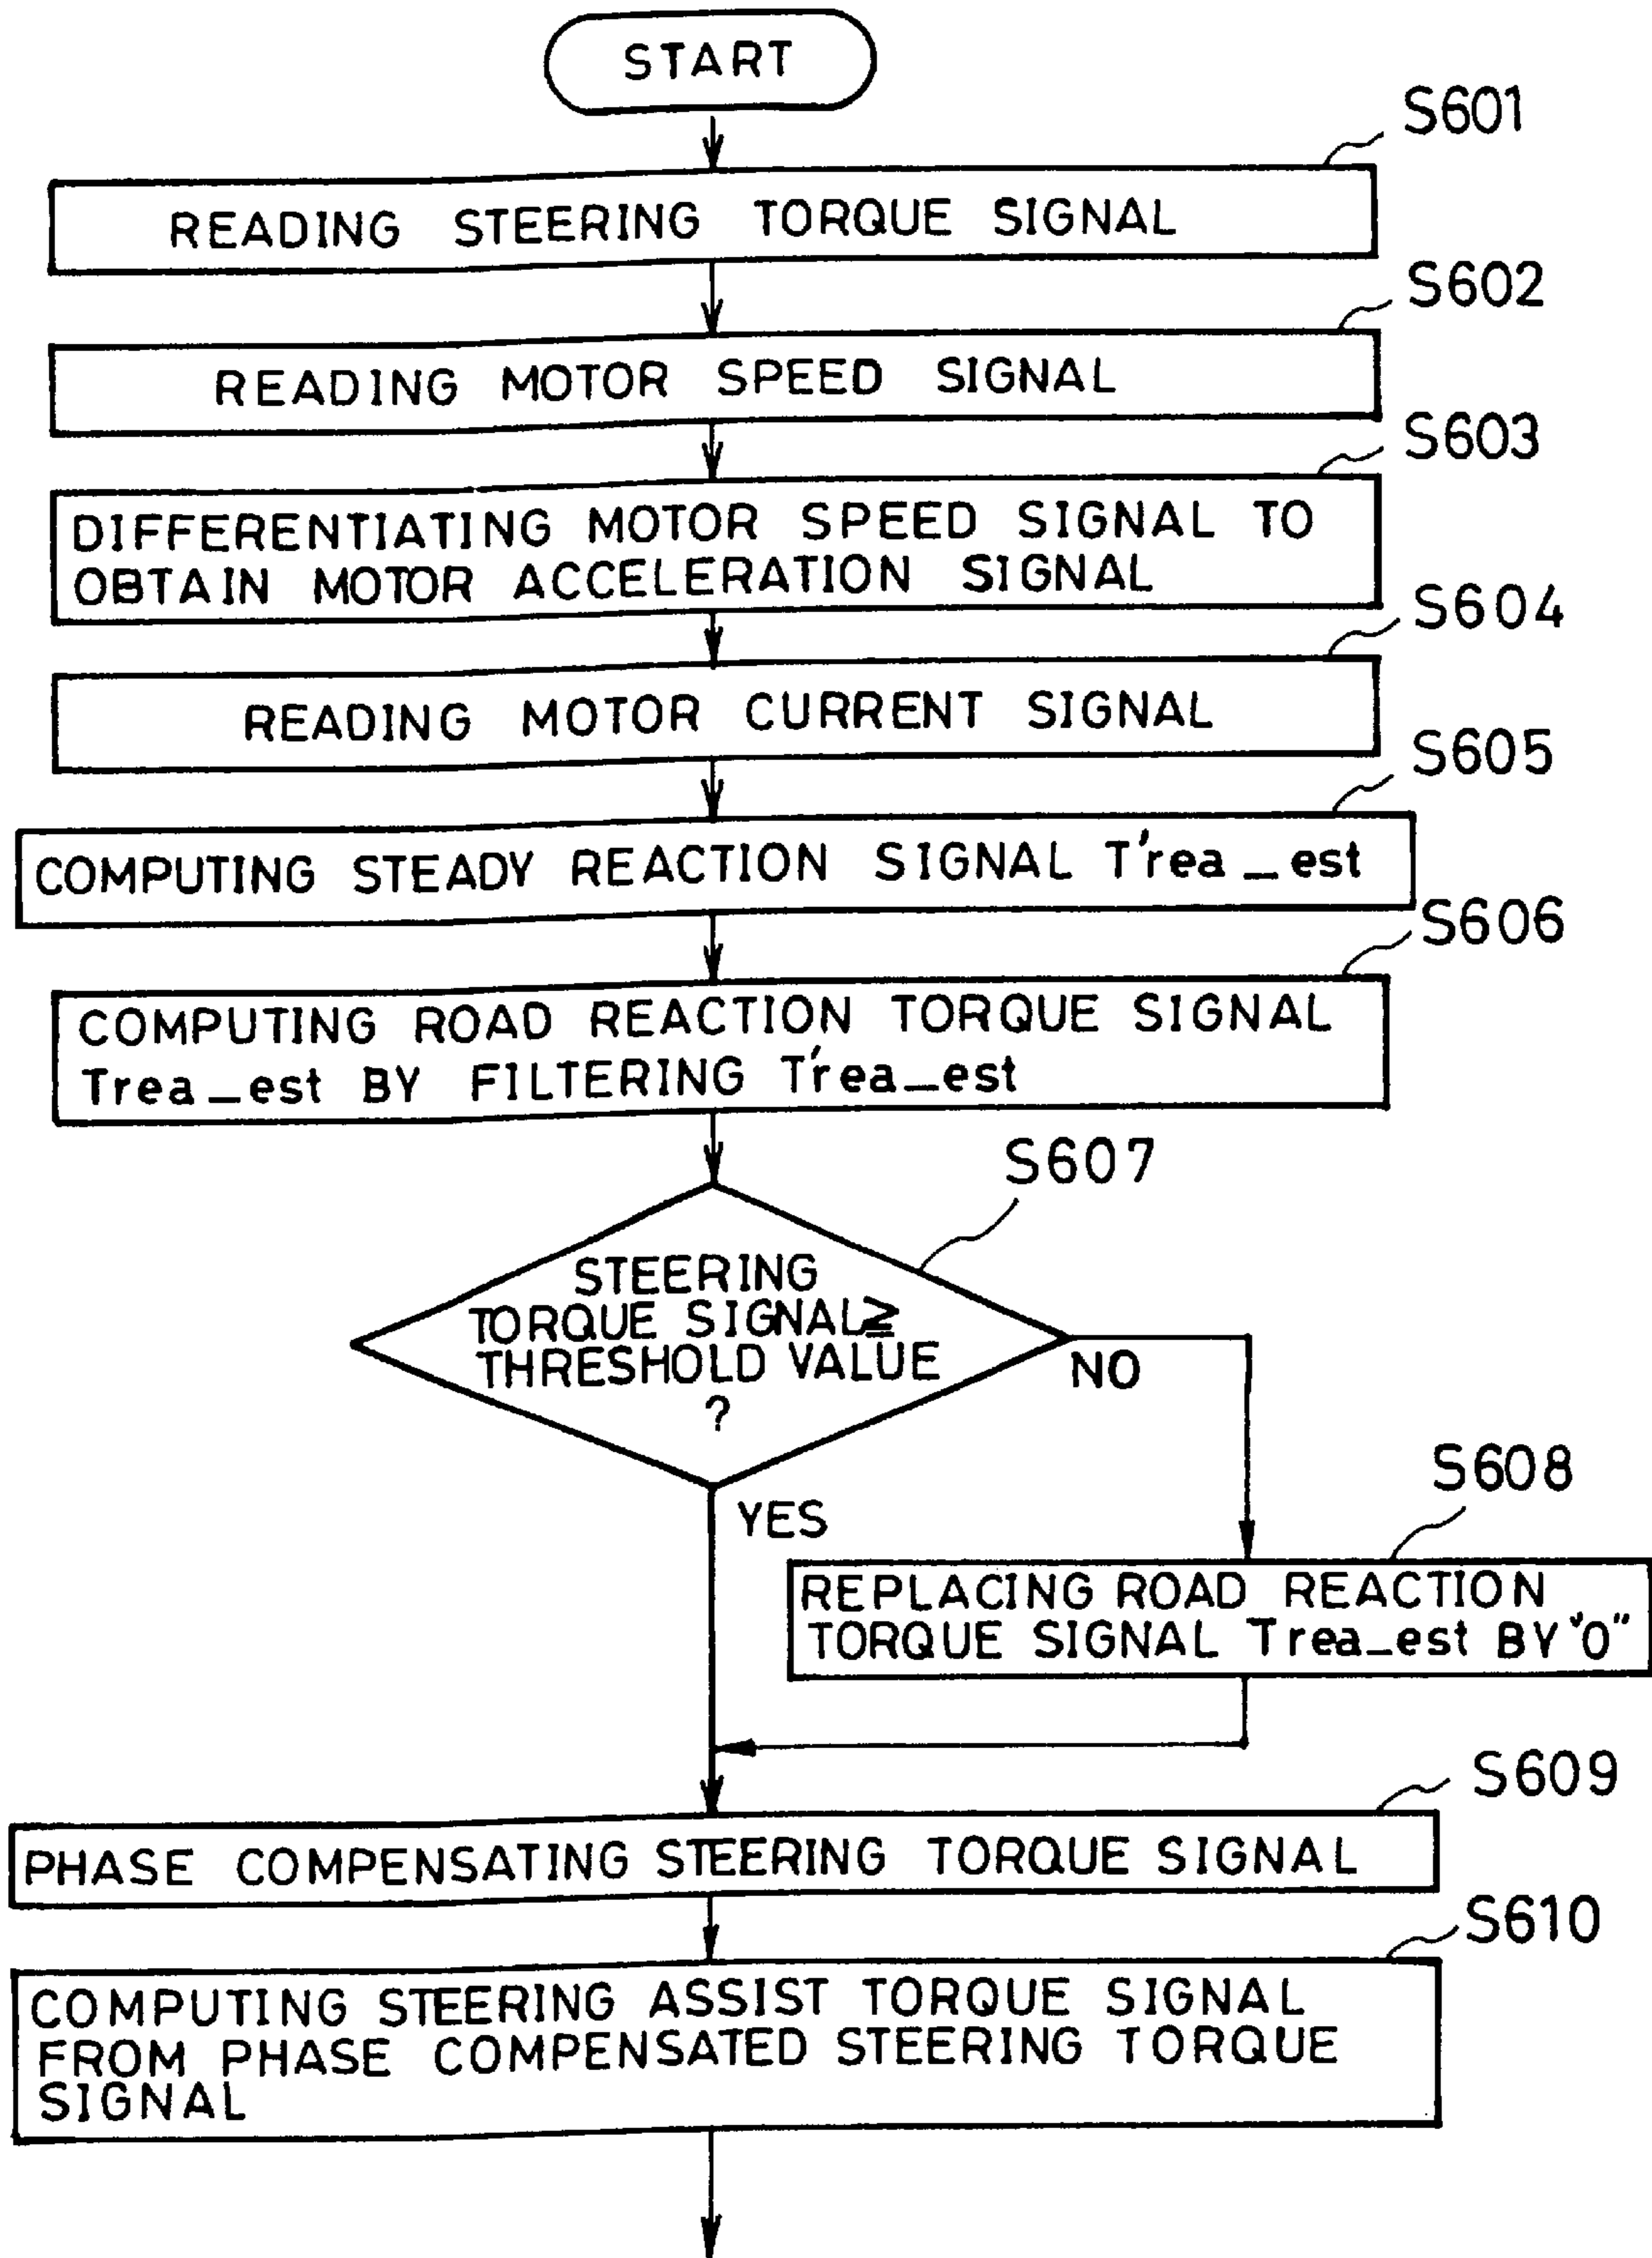 START
S601
READING STEERING TORQUE SIGNAL
S602
READING MOTOR SPEED SIGNAL
S603
DIFFERENTIATING MOTOR SPEED SIGNAL TO
OBTAIN MOTOR ACCELERATION SIGNAL
S604
READING MOTOR CURRENT SIGNAL
S605
COMPUTING STEADY REACTION SIGNAL T'rea_est
S606
COMPUTING ROAD REACTION TORQUE SIGNAL
Trea_est BY FILTERING T'rea_est
S607
STEERING
TORQUE SIGNAL≧
THRESHOLD VALUE
?
NO
YES
S608
REPLACING ROAD REACTION
TORQUE SIGNAL Trea_est BY "0"
S609
PHASE COMPENSATING STEERING TORQUE SIGNAL
S610
COMPUTING STEERING ASSIST TORQUE SIGNAL
FROM PHASE COMPENSATED STEERING TORQUE
SIGNAL